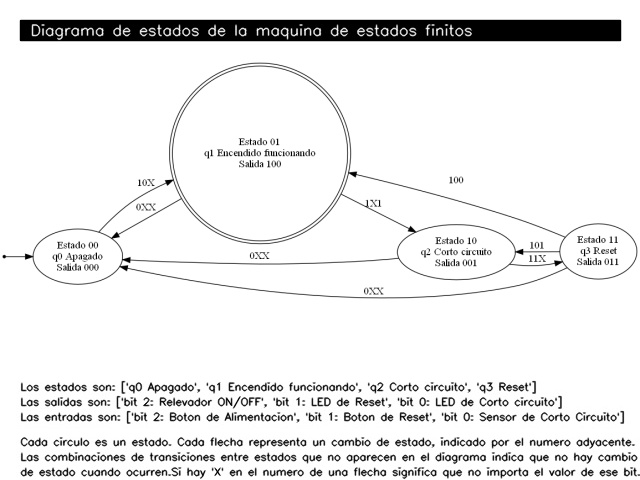 Diagrama de estados de la maquina de estados finitos
Estado 01
q1 Encendido funcionando
Salida 100
10X
0XX
1X1
100
Estado 00
q0 Apagado
Salida 000
Estado 10
q2 Corto circuito
Salida 001
Estado 11
q3 Reset
Salida 011
101
11X
0XX
0XX
Los estados son: ['q0 Apagado', 'q1 Encendido funcionando', 'q2 Corto circuito', 'q3 Reset']
Las salidas son: ['bit 2: Relevador ON/OFF', 'bit 1: LED de Reset', 'bit 0: LED de Corto circuito']
Las entradas son: ['bit 2: Boton de Alimentacion', 'bit 1: Boton de Reset', 'bit 0: Sensor de Corto Circuito']
Cada circulo es un estado. Cada flecha representa un cambio de estado, indicado por el numero adyacente.
Las combinaciones de transiciones entre estados que no aparecen en el diagrama indica que no hay cambio
de estado cuando ocurren.Si hay 'X' en el numero de una flecha significa que no importa el valor de ese bit.